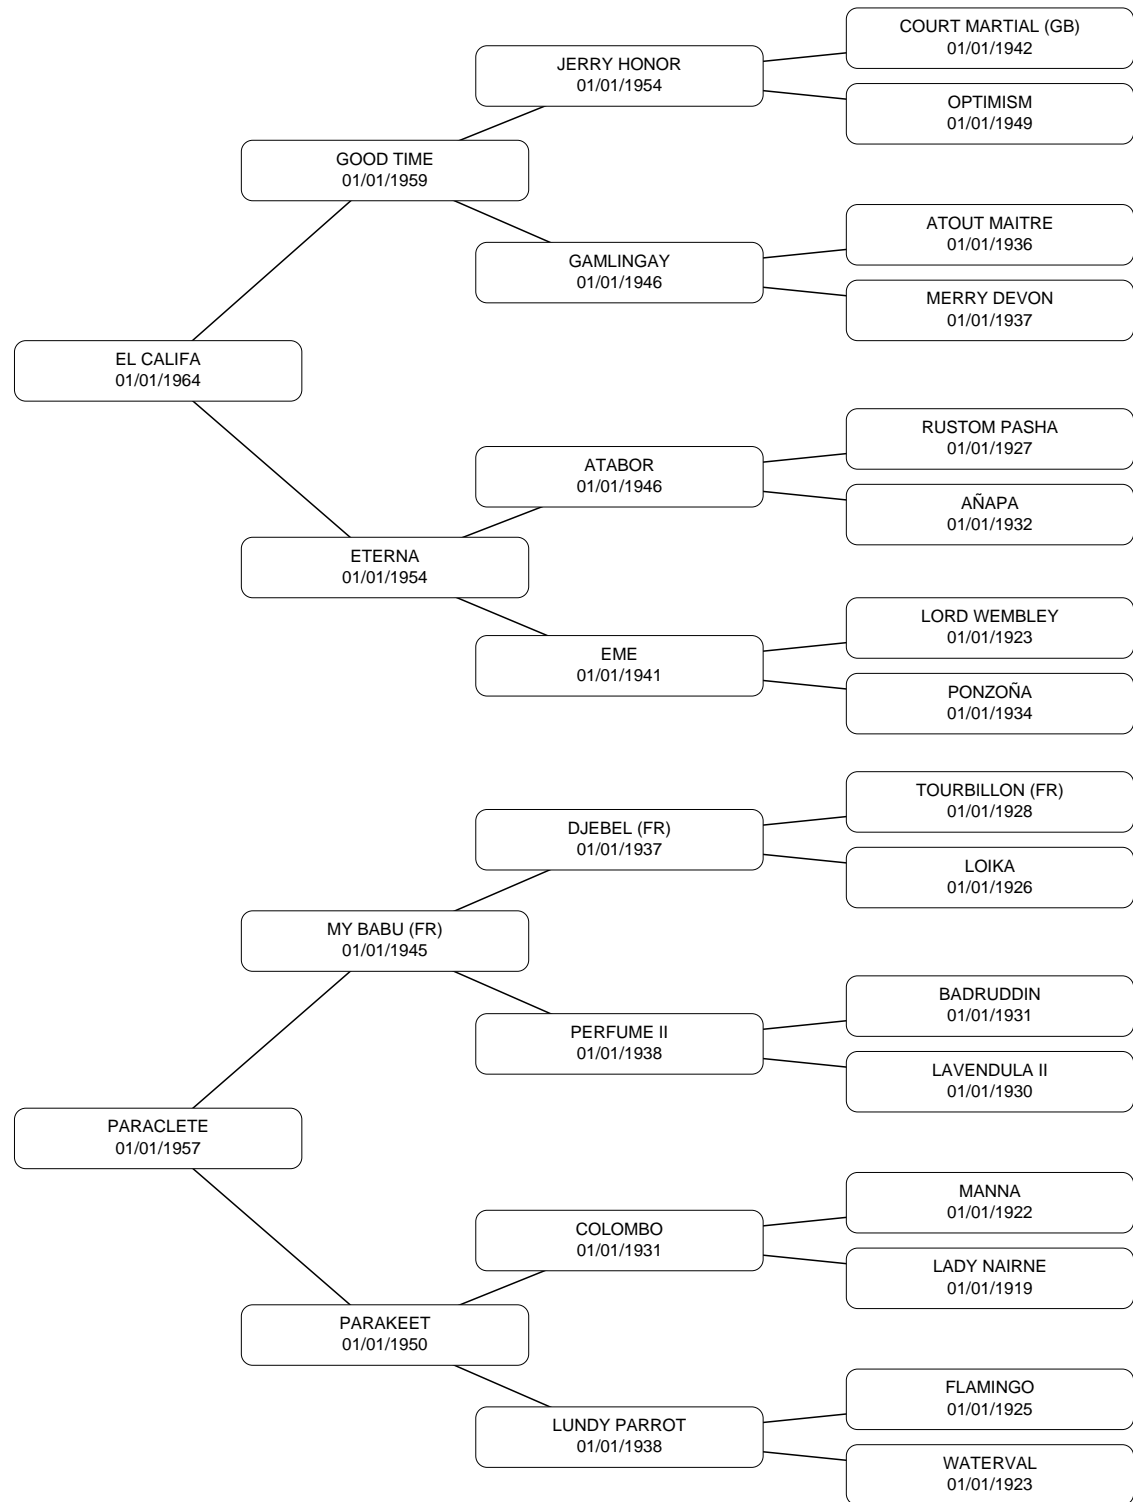 COURT MARTIAL (GB)
01/01/1942
JERRY HONOR
01/01/1954
OPTIMISM
01/01/1949
GOOD TIME
01/01/1959
ATOUT MAITRE
01/01/1936
GAMLINGAY
01/01/1946
MERRY DEVON
01/01/1937
EL CALIFA
01/01/1964
RUSTOM PASHA
01/01/1927
ATABOR
01/01/1946
AÑAPA
01/01/1932
ETERNA
01/01/1954
LORD WEMBLEY
01/01/1923
EME
01/01/1941
PONZOÑA
01/01/1934
TOURBILLON (FR)
01/01/1928
DJEBEL (FR)
01/01/1937
LOIKA
01/01/1926
MY BABU (FR)
01/01/1945
BADRUDDIN
01/01/1931
PERFUME II
01/01/1938
LAVENDULA II
01/01/1930
PARACLETE
01/01/1957
MANNA
01/01/1922
COLOMBO
01/01/1931
LADY NAIRNE
01/01/1919
PARAKEET
01/01/1950
FLAMINGO
01/01/1925
LUNDY PARROT
01/01/1938
WATERVAL
01/01/1923